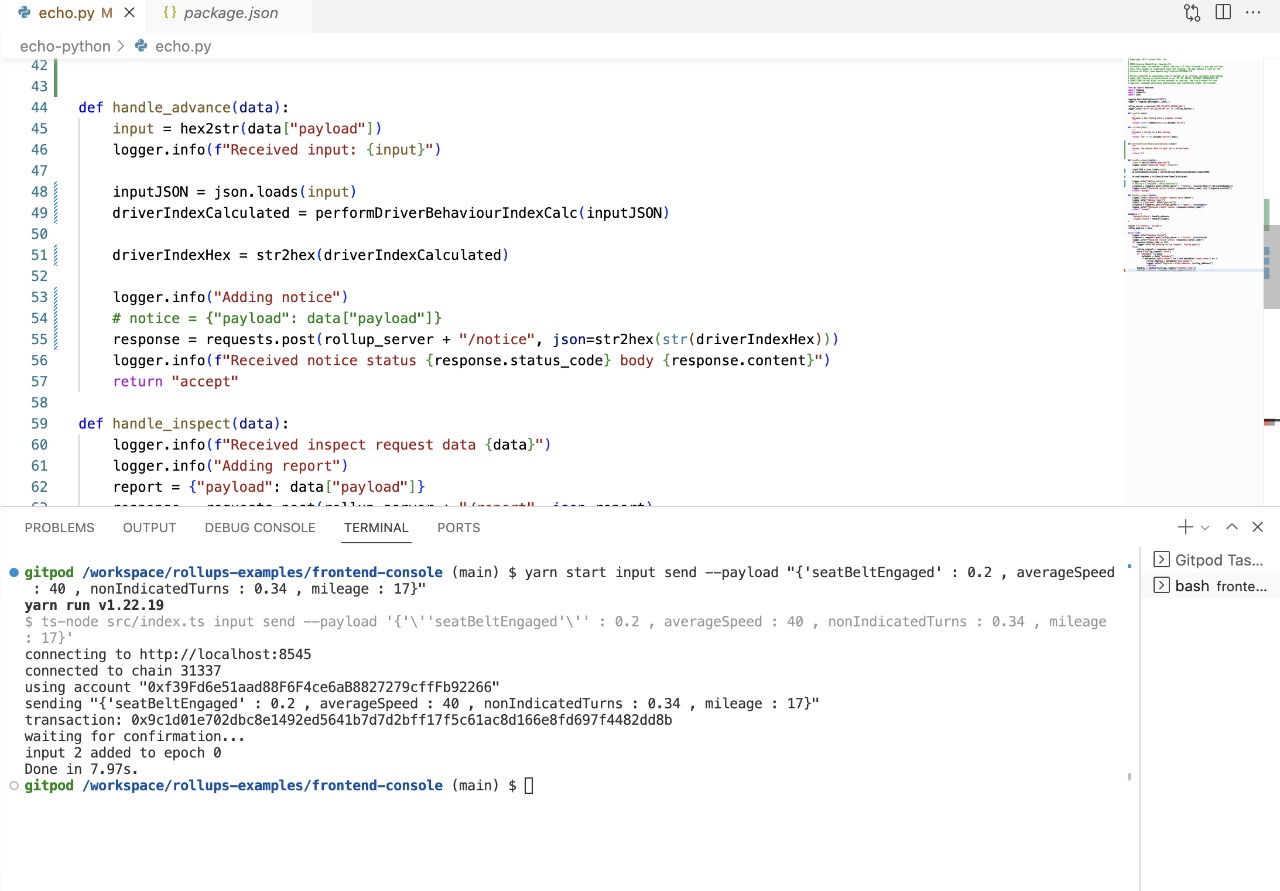 echo.py M
{} package.json
echo-python > echo.py
42
43
44 def handle_advance(data):
45 input = hex2str(data["payload"])
46 logger.info(f"Received input: {input}")
47
48 inputJSON = json.loads(input)
49 driverIndexCalculated = performDriverBehaviourIndexCalc(inputJSON)
50
51 driverIndexHex = str2hex(driverIndexCalculated)
52
53 logger.info("Adding notice")
54 # notice = {"payload": data["payload"]}
55 response = requests.post(rollup_server + "/notice", json=str2hex(str(driverIndexHex)))
56 logger.info(f"Received notice status {response.status_code} body {response.content}")
57 return "accept"
58
59 def handle_inspect(data):
60 logger.info(f"Received inspect request data {data}")
61 logger.info("Adding report")
62 report = {"payload": data["payload"]}
63 response = requests.post(rollup_server + "/report", json=report)
PROBLEMS OUTPUT DEBUG CONSOLE TERMINAL PORTS
gitpod /workspace/rollups-examples/frontend-console (main) $ yarn start input send --payload "{'seatBeltEngaged' : 0.2 , averageSpeed
: 40 , nonIndicatedTurns : 0.34 , mileage : 17}"
yarn run v1.22.19
$ ts-node src/index.ts input send --payload '{'\''seatBeltEngaged'\'' : 0.2 , averageSpeed : 40 , nonIndicatedTurns : 0.34 , mileage
: 17}'
connecting to http://localhost:8545
connected to chain 31337
using account "0xf39Fd6e51aad88F6F4ce6aB8827279cffFb92266"
sending "{'seatBeltEngaged' : 0.2 , averageSpeed : 40 , nonIndicatedTurns : 0.34 , mileage : 17}"
transaction: 0x9c1d01e702dbc8e1492ed5641b7d7d2bff17f5c61ac8d166e8fd697f4482dd8b
waiting for confirmation...
input 2 added to epoch 0
Done in 7.97s.
gitpod /workspace/rollups-examples/frontend-console (main) $
Gitpod Tas...
bash fronte...